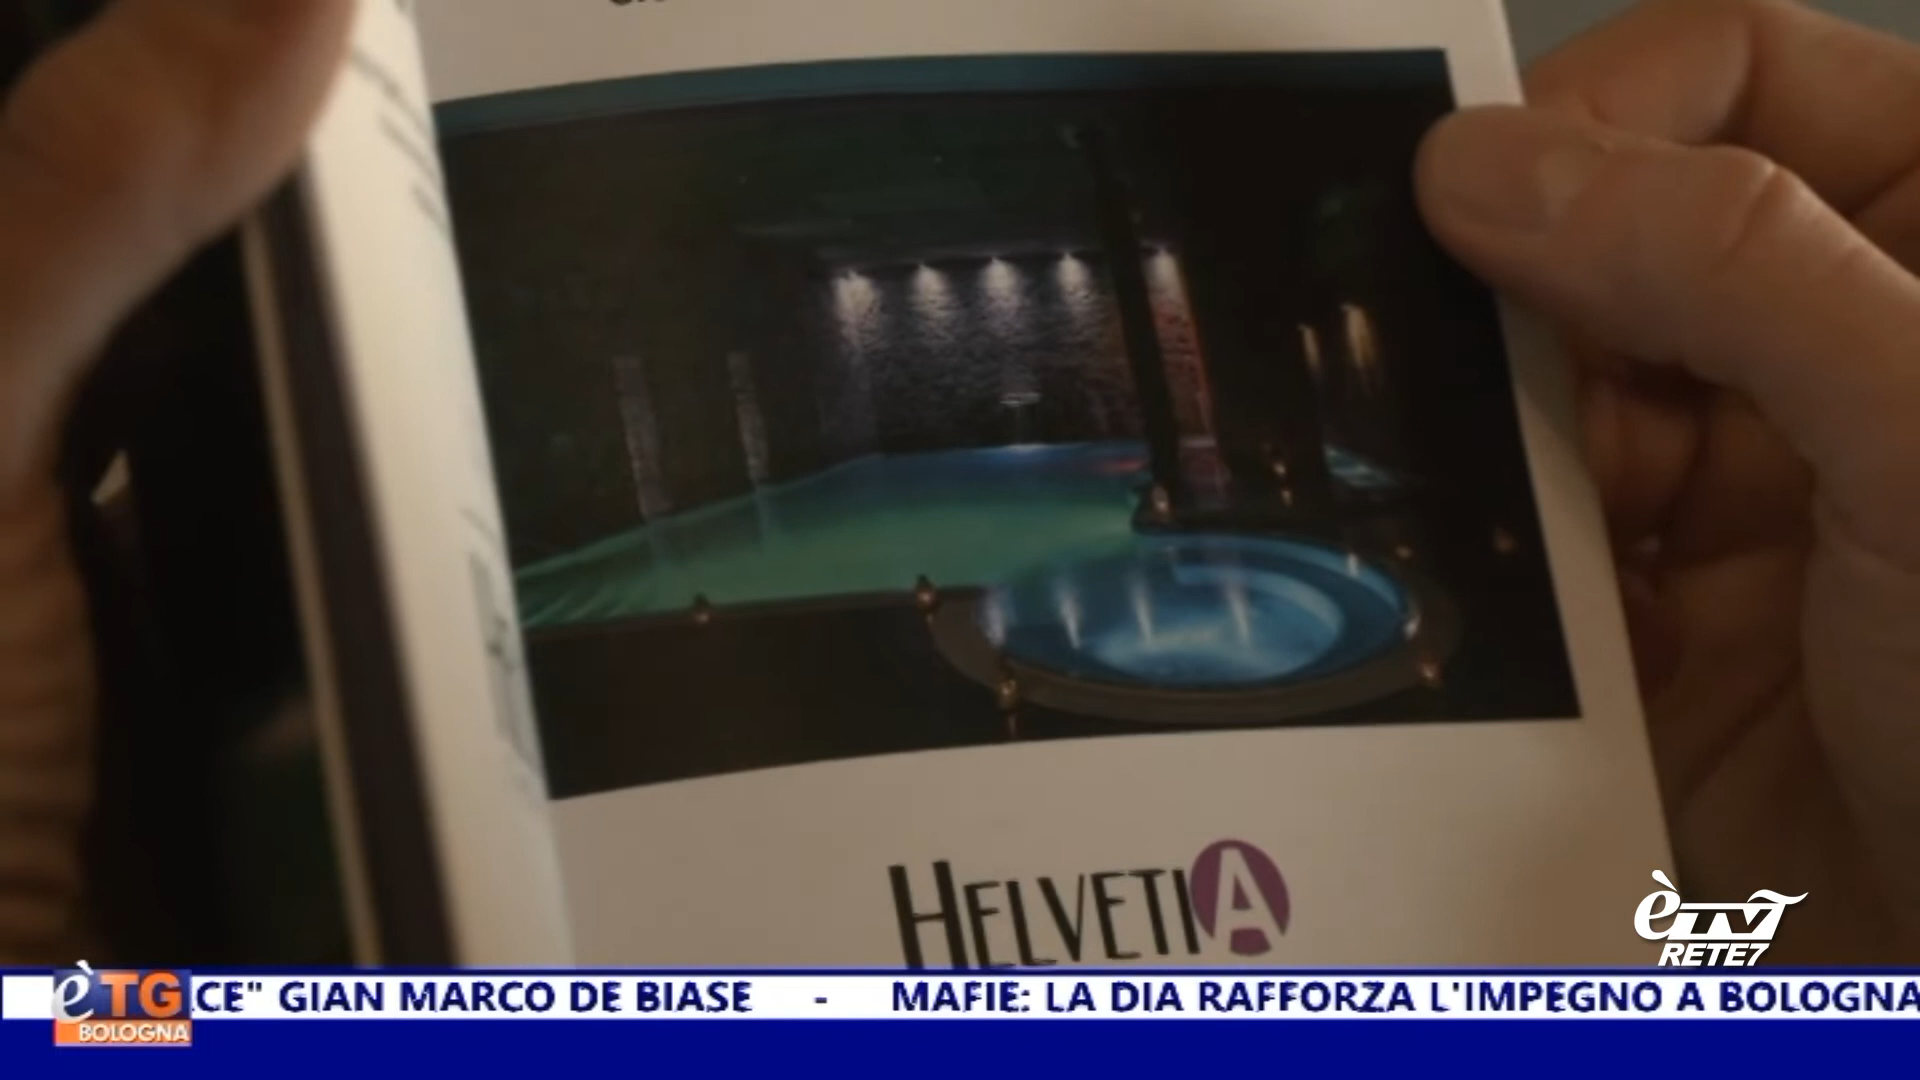 HELVETIA
èTV
RETE7
èTG
BOLOGNA
CE" GIAN MARCO DE BIASE - MAFIE: LA DIA RAFFORZA L'IMPEGNO A BOLOGNA